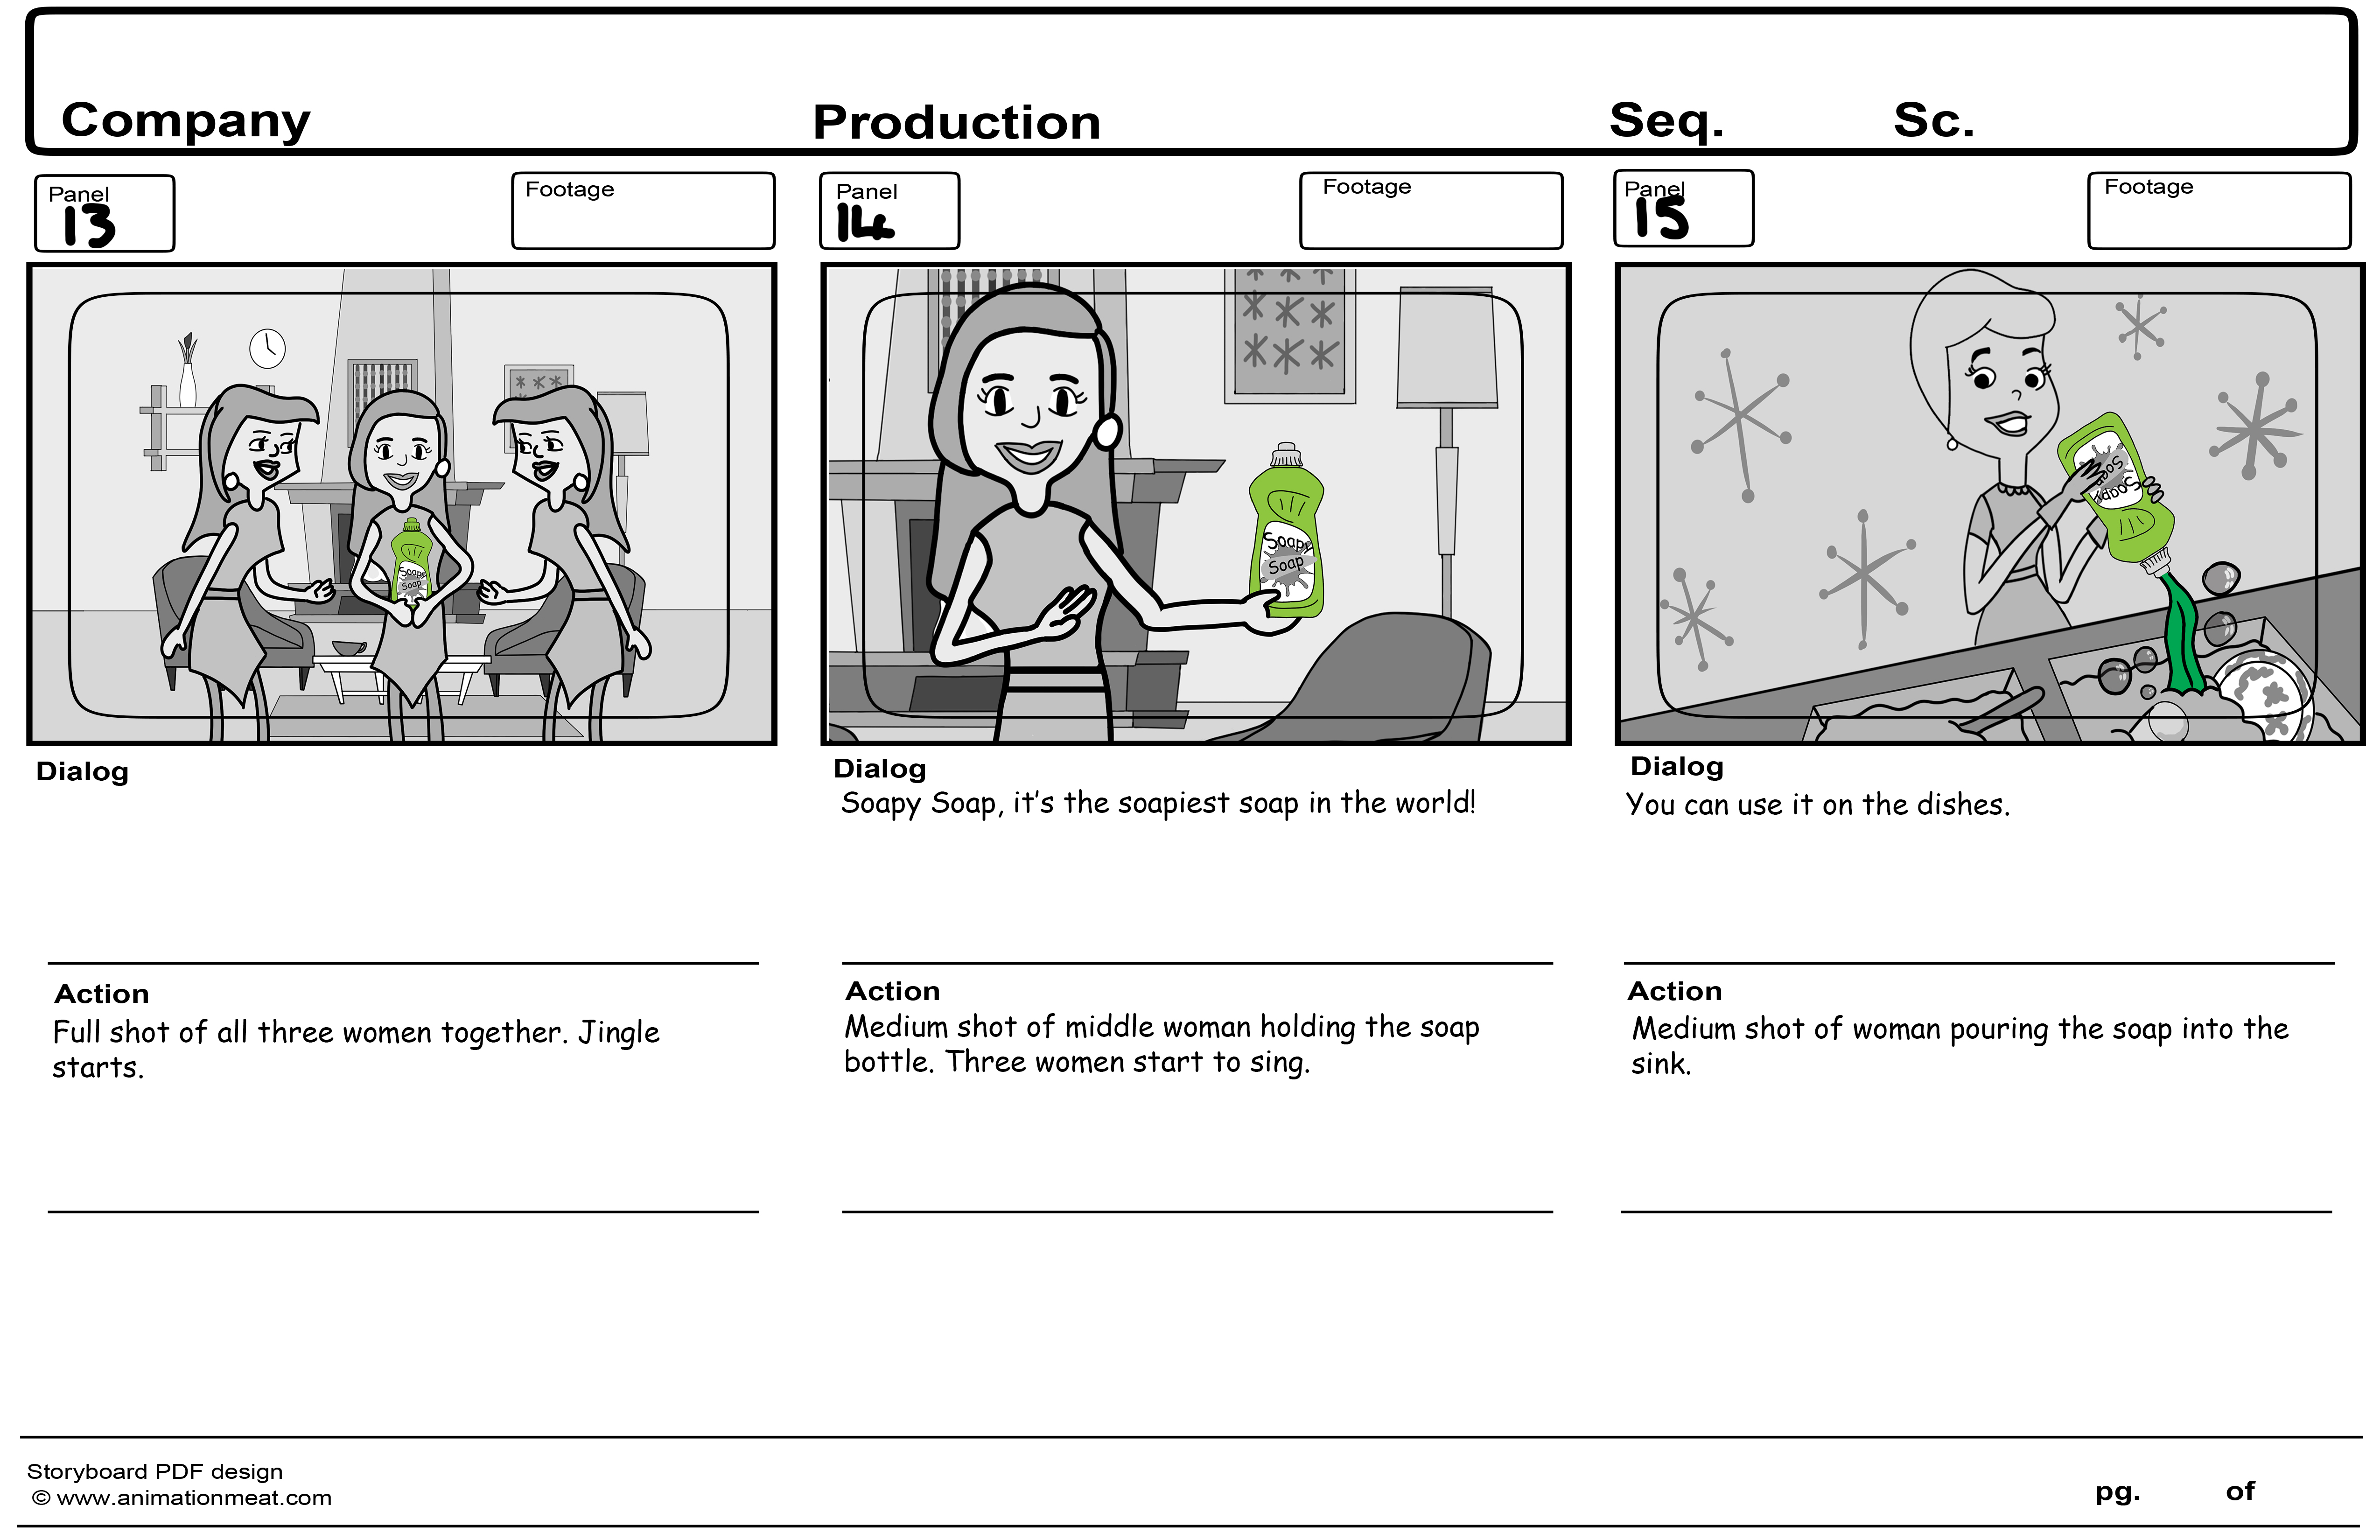 Company Production Seq. Sc.
Panel
13
Footage
Panel
14
Footage
Panel
15
Footage
Soapy
Soap
Soapy
Soap
Soapy
Soap
Dialog
Dialog
Soapy Soap, it's the soapiest soap in the world!
Dialog
You can use it on the dishes.
Action
Full shot of all three women together. Jingle
starts.
Action
Medium shot of middle woman holding the soap
bottle. Three women start to sing.
Action
Medium shot of woman pouring the soap into the
sink.
Storyboard PDF design
© www.animationmeat.com
pg. of